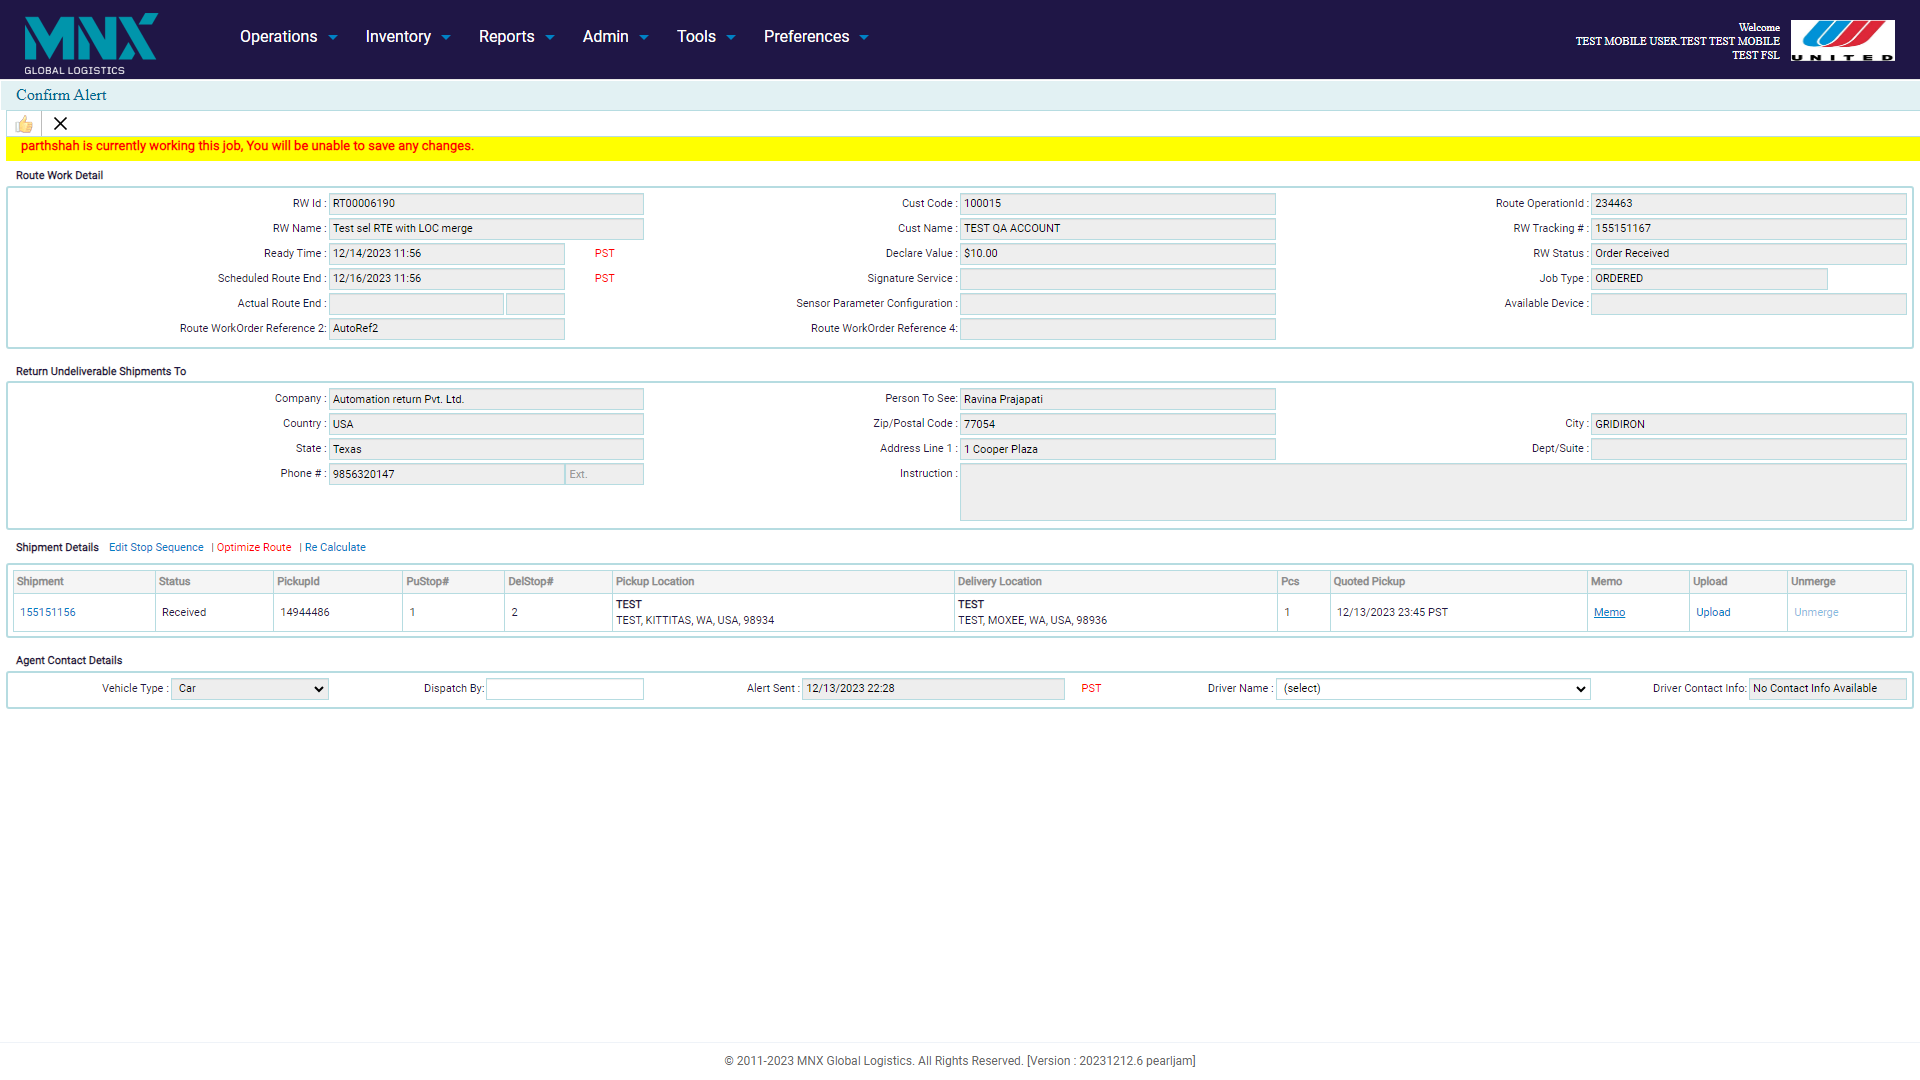 MNX
GLOBAL LOGISTICS
Operations Inventory Reports Admin Tools Preferences
Welcome
TEST MOBILE USER.TEST TEST MOBILE
TEST FSL
UNITED
Confirm Alert
parthshah is currently working this job, You will be unable to save any changes.
Route Work Detail
RW Id : RT00006190 Cust Code : 100015 Route OperationId : 234463
RW Name : Test sel RTE with LOC merge Cust Name : TEST QA ACCOUNT RW Tracking # : 155151167
Ready Time : 12/14/2023 11:56 PST Declare Value : $10.00 RW Status : Order Received
Scheduled Route End : 12/16/2023 11:56 PST Signature Service : Job Type : ORDERED
Actual Route End : Sensor Parameter Configuration : Available Device :
Route WorkOrder Reference 2: AutoRef2 Route WorkOrder Reference 4:
Return Undeliverable Shipments To
Company : Automation return Pvt. Ltd. Person To See: Ravina Prajapati
Country : USA Zip/Postal Code : 77054 City : GRIDIRON
State : Texas Address Line 1 : 1 Cooper Plaza Dept/Suite :
Phone # : 9856320147 Ext. Instruction :
Shipment Details Edit Stop Sequence | Optimize Route | Re Calculate
Shipment Status PickupId PuStop# DelStop# Pickup Location Delivery Location Pcs Quoted Pickup Memo Upload Unmerge
155151156 Received 14944486 1 2 TEST TEST 1 12/13/2023 23:45 PST Memo Upload Unmerge
TEST, KITTITAS, WA, USA, 98934 TEST, MOXEE, WA, USA, 98936
Agent Contact Details
Vehicle Type : Car Dispatch By: Alert Sent : 12/13/2023 22:28 PST Driver Name : (select) Driver Contact Info: No Contact Info Available
© 2011-2023 MNX Global Logistics. All Rights Reserved. [Version : 20231212.6 pearljam]